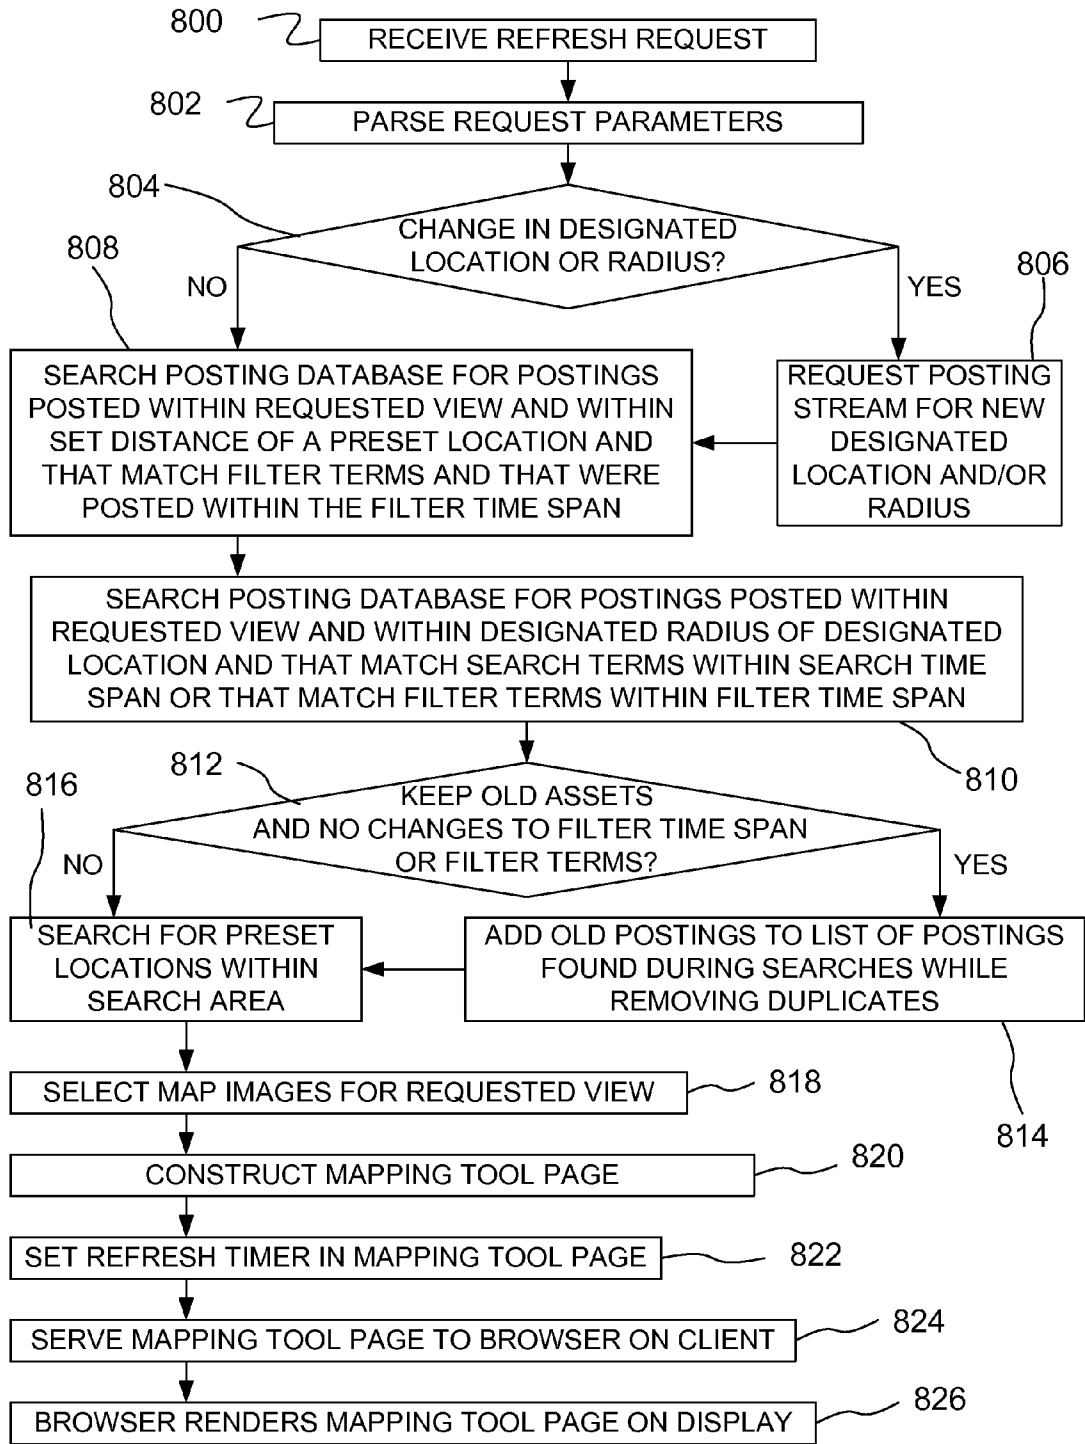 800
RECEIVE REFRESH REQUEST
802
PARSE REQUEST PARAMETERS
804
CHANGE IN DESIGNATED
LOCATION OR RADIUS?
NO
YES
808
SEARCH POSTING DATABASE FOR POSTINGS
POSTED WITHIN REQUESTED VIEW AND WITHIN
SET DISTANCE OF A PRESET LOCATION AND
THAT MATCH FILTER TERMS AND THAT WERE
POSTED WITHIN THE FILTER TIME SPAN
806
REQUEST POSTING
STREAM FOR NEW
DESIGNATED
LOCATION AND/OR
RADIUS
SEARCH POSTING DATABASE FOR POSTINGS POSTED WITHIN
REQUESTED VIEW AND WITHIN DESIGNATED RADIUS OF DESIGNATED
LOCATION AND THAT MATCH SEARCH TERMS WITHIN SEARCH TIME
SPAN OR THAT MATCH FILTER TERMS WITHIN FILTER TIME SPAN
810
812
KEEP OLD ASSETS
AND NO CHANGES TO FILTER TIME SPAN
OR FILTER TERMS?
NO
YES
816
SEARCH FOR PRESET
LOCATIONS WITHIN
SEARCH AREA
ADD OLD POSTINGS TO LIST OF POSTINGS
FOUND DURING SEARCHES WHILE
REMOVING DUPLICATES
814
SELECT MAP IMAGES FOR REQUESTED VIEW
818
CONSTRUCT MAPPING TOOL PAGE
820
SET REFRESH TIMER IN MAPPING TOOL PAGE
822
SERVE MAPPING TOOL PAGE TO BROWSER ON CLIENT
824
BROWSER RENDERS MAPPING TOOL PAGE ON DISPLAY
826